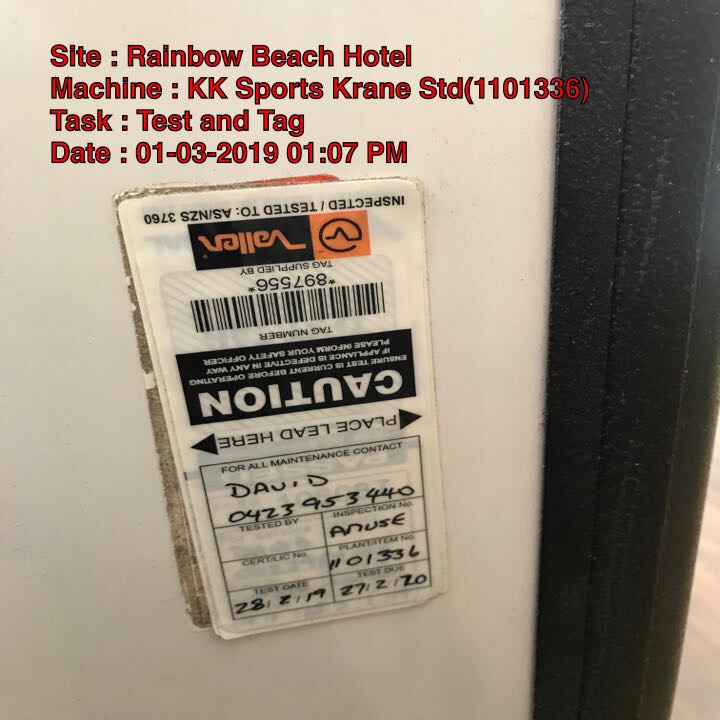 Site : Rainbow Beach Hotel
Machine : KK Sports Krane Std(1101336)
Task : Test and Tag
Date : 01-03-2019 01:07 PM
INSPECTED / TESTED TO: AS/NZS 3760
Vallen
TAG SUPPLIED BY
*897556*
TAG NUMBER
CAUTION
ENSURE TEST IS CURRENT BEFORE OPERATING
IF APPLIANCE IS DEFECTIVE IN ANY WAY
PLEASE INFORM YOUR SAFETY OFFICER
PLACE LEAD HERE
FOR ALL MAINTENANCE CONTACT
DAVID
0423953440
TESTED BY
INSPECTION No.
AMUSE
CERT/LIC No.
PLANT/ITEM No.
1101336
TEST DATE
TEST DUE
28/2/19
27/2/20